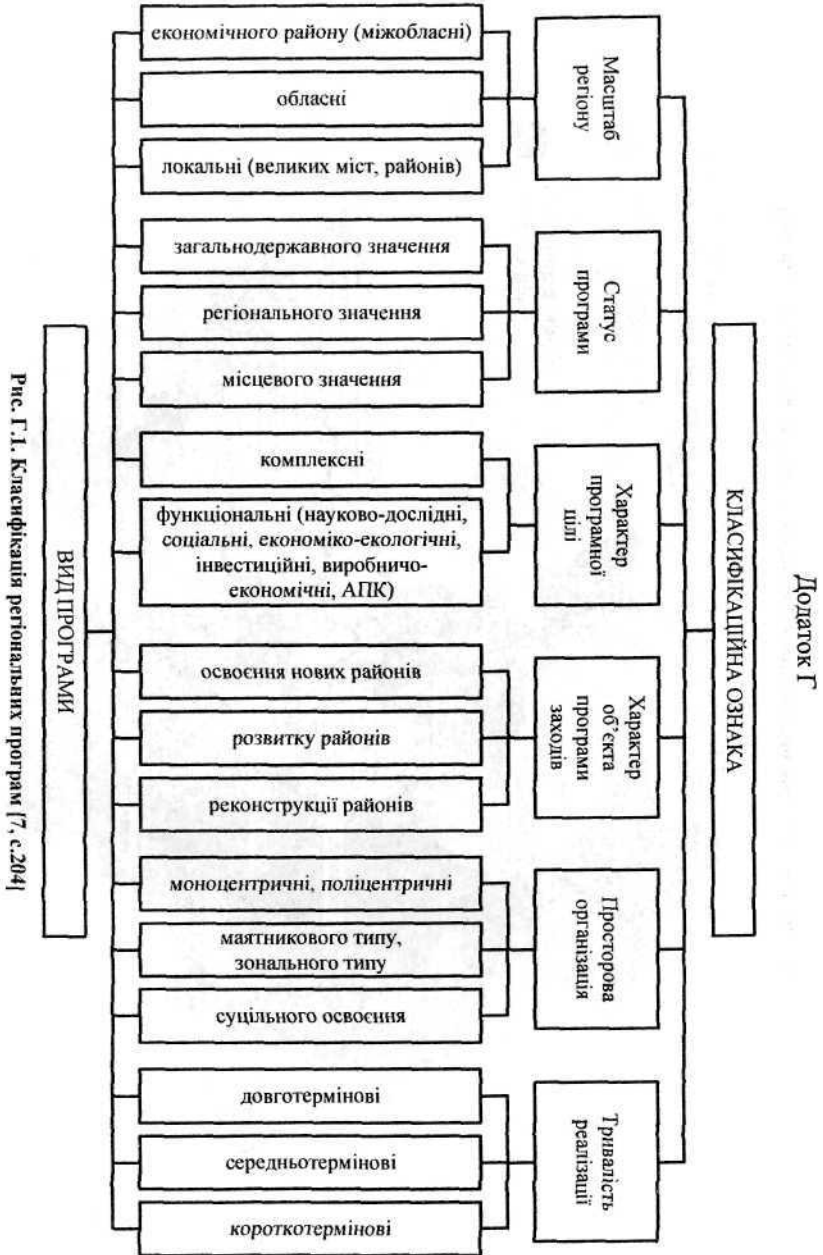 Додаток Г
КЛАСИФІКАЦІЙНА ОЗНАКА
Масштаб
регіону
економічного району (міжобласні)
обласні
локальні (великих міст, районів)
Статус
програми
загальнодержавного значення
регіонального значення
місцевого значення
Характер
програмної
цілі
комплексні
функціональні (науково-дослідні,
соціальні, економіко-екологічні,
інвестиційні, виробничо-
економічні, АПК)
Характер
об’єкта
програми
заходів
освоєння нових районів
розвитку районів
реконструкції районів
Просторова
організація
моноцентричні, поліцентричні
маятникового типу,
зонального типу
суцільного освоєння
Тривалість
реалізації
довготермінові
середньотермінові
короткотермінові
ВИД ПРОГРАМИ
Рис. Г.1. Класифікація регіональних програм [7, с.204]